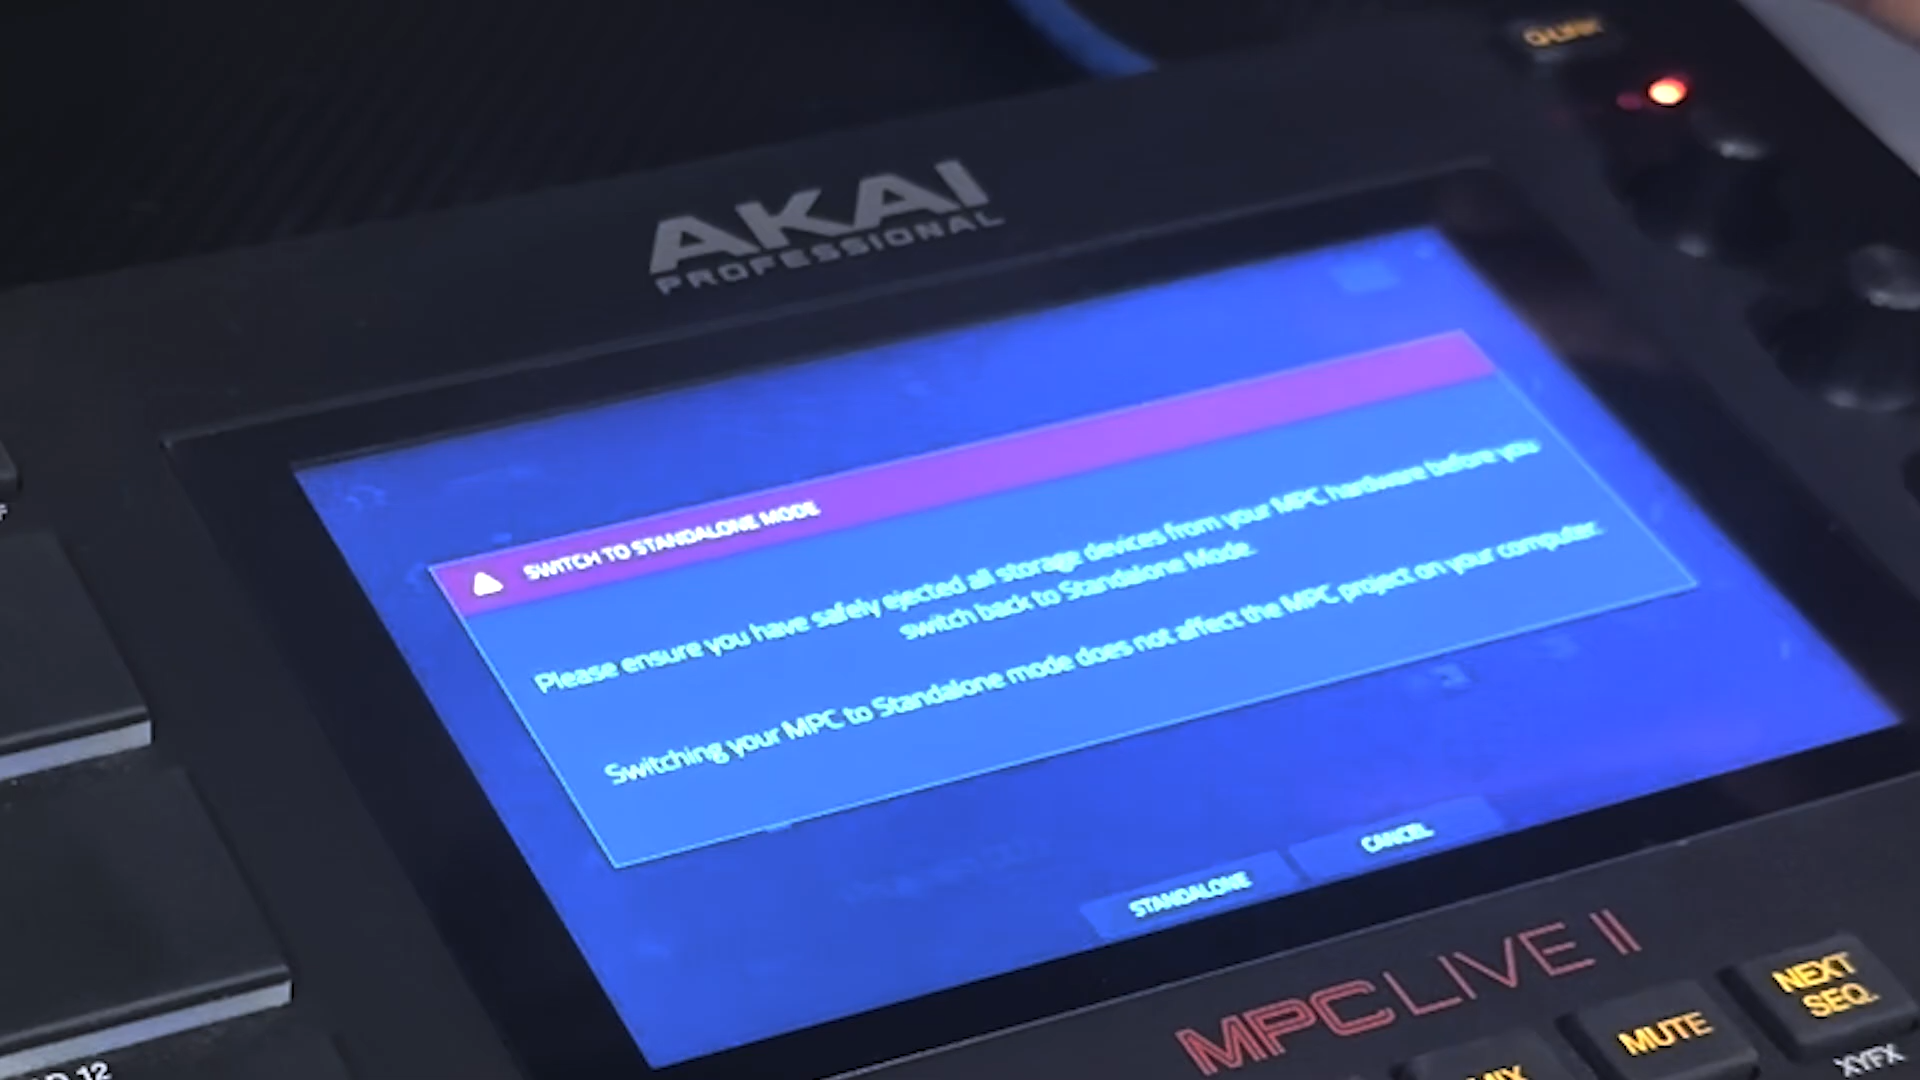 Q-LINK
AKAI
PROFESSIONAL
SWITCH TO STANDALONE MODE
Please ensure you have safely ejected all storage devices from your MPC hardware before you
switch back to Standalone Mode.
Switching your MPC to Standalone mode does not affect the MPC project on your computer.
STANDALONE
CANCEL
MPC LIVE II
NEXT
SEQ.
MUTE
XYFX
12